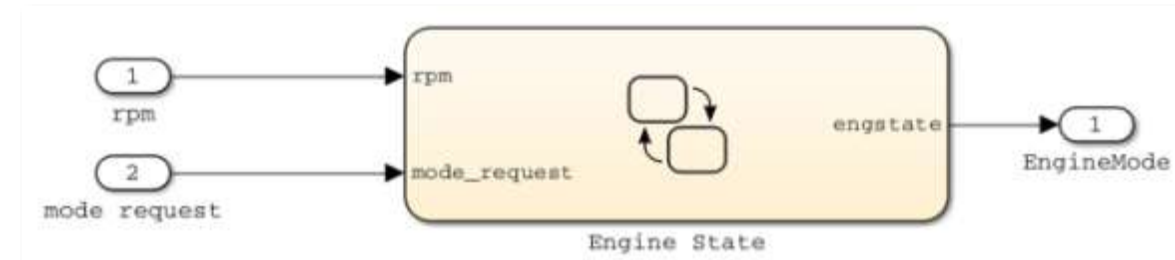 1
rpm
rpm
engstate
1
EngineMode
2
mode_request
mode request
Engine State